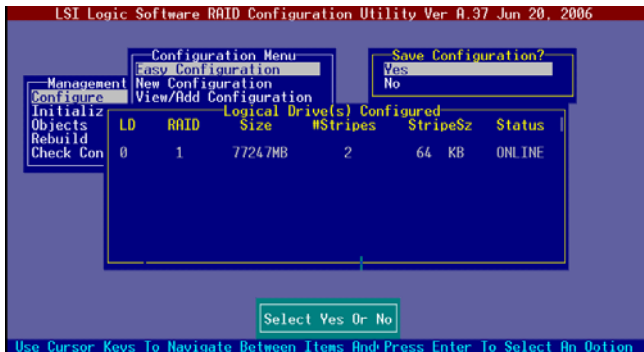 LSI Logic Software RAID Configuration Utility Ver A.37 Jun 20, 2006
Configuration Menu
Easy Configuration
New Configuration
View/Add Configuration
Save Configuration?
Yes
No
Management
Configure
Initializ
Objects
Rebuild
Check Con
Logical Drive(s) Configured
LD RAID Size #Stripes StripeSz Status
0 1 77247MB 2 64 KB ONLINE
Select Yes Or No
Use Cursor Keys To Navigate Between Items And Press Enter To Select An Option